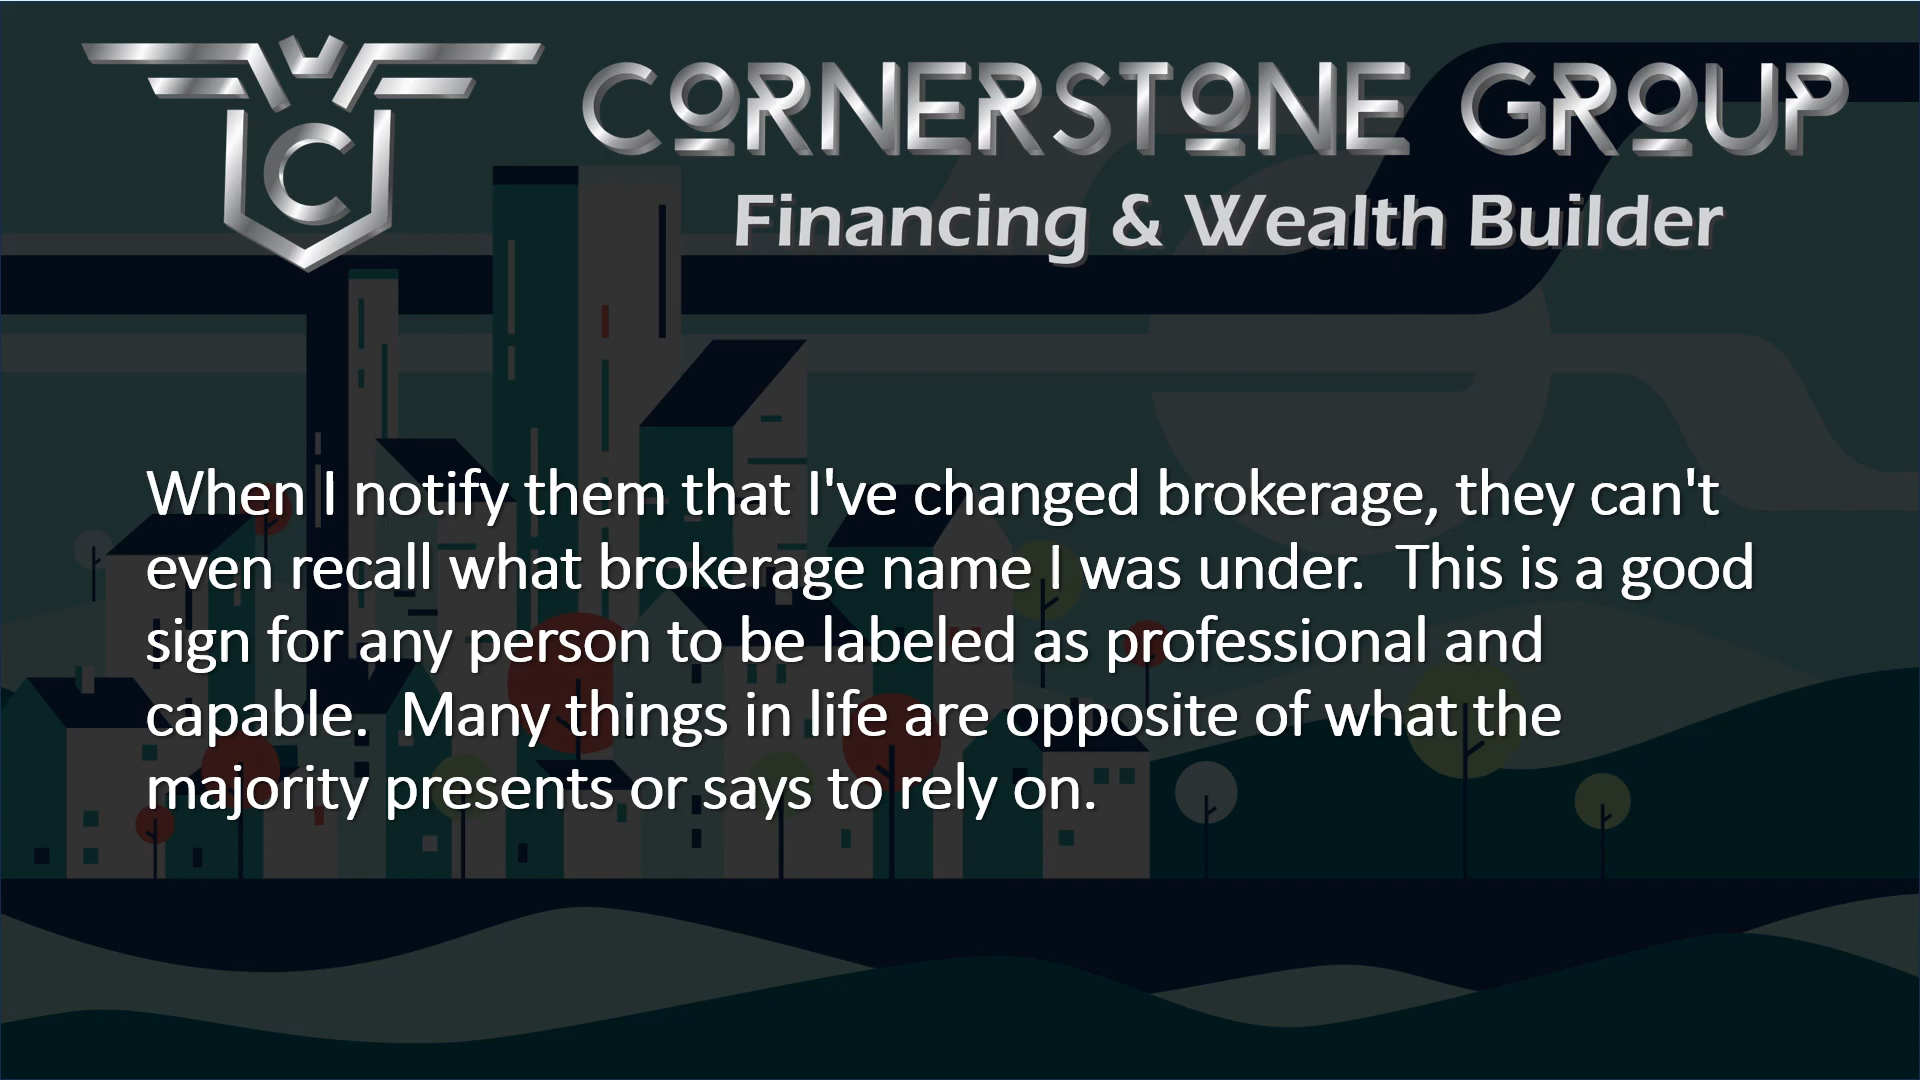 C
CORNERSTONE GROUP
Financing & Wealth Builder
When I notify them that I've changed brokerage, they can't
even recall what brokerage name I was under.  This is a good
sign for any person to be labeled as professional and
capable.  Many things in life are opposite of what the
majority presents or says to rely on.